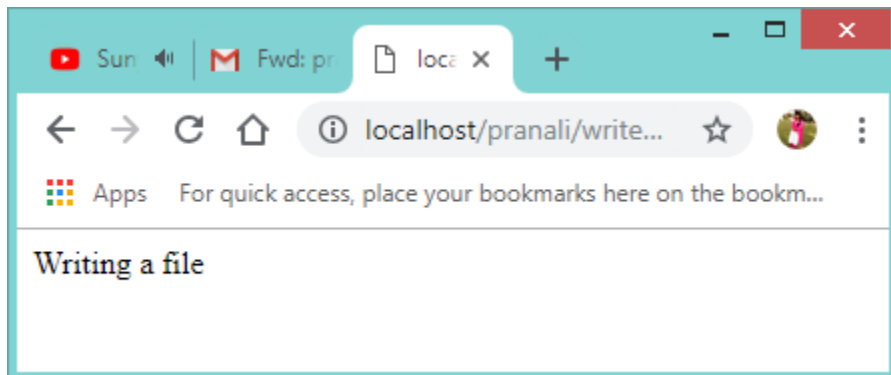 Sun Fwd: pr loca
localhost/pranali/write...
Apps For quick access, place your bookmarks here on the bookm...
Writing a file